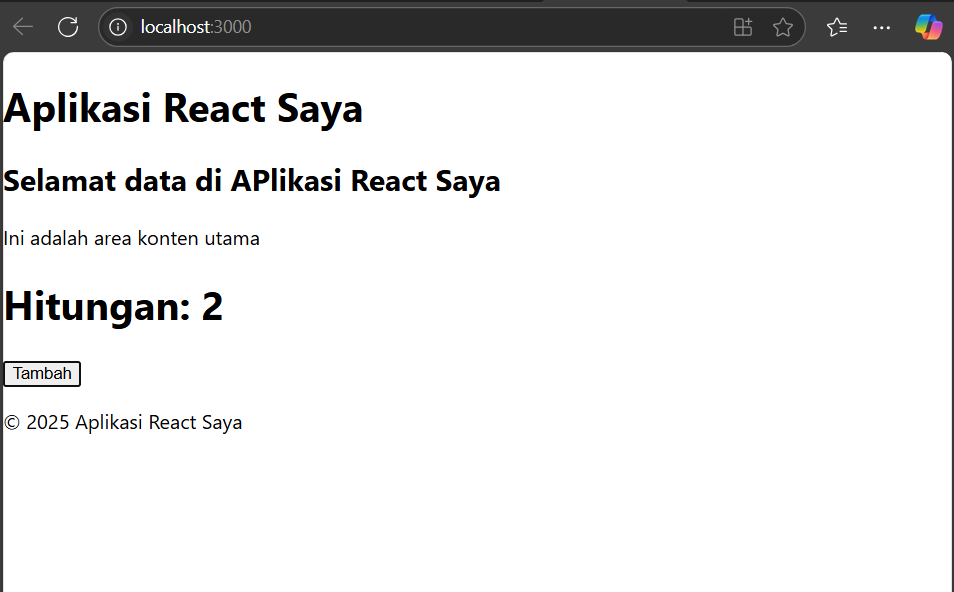 localhost:3000
Aplikasi React Saya
Selamat data di APlikasi React Saya
Ini adalah area konten utama
Hitungan: 2
Tambah
© 2025 Aplikasi React Saya